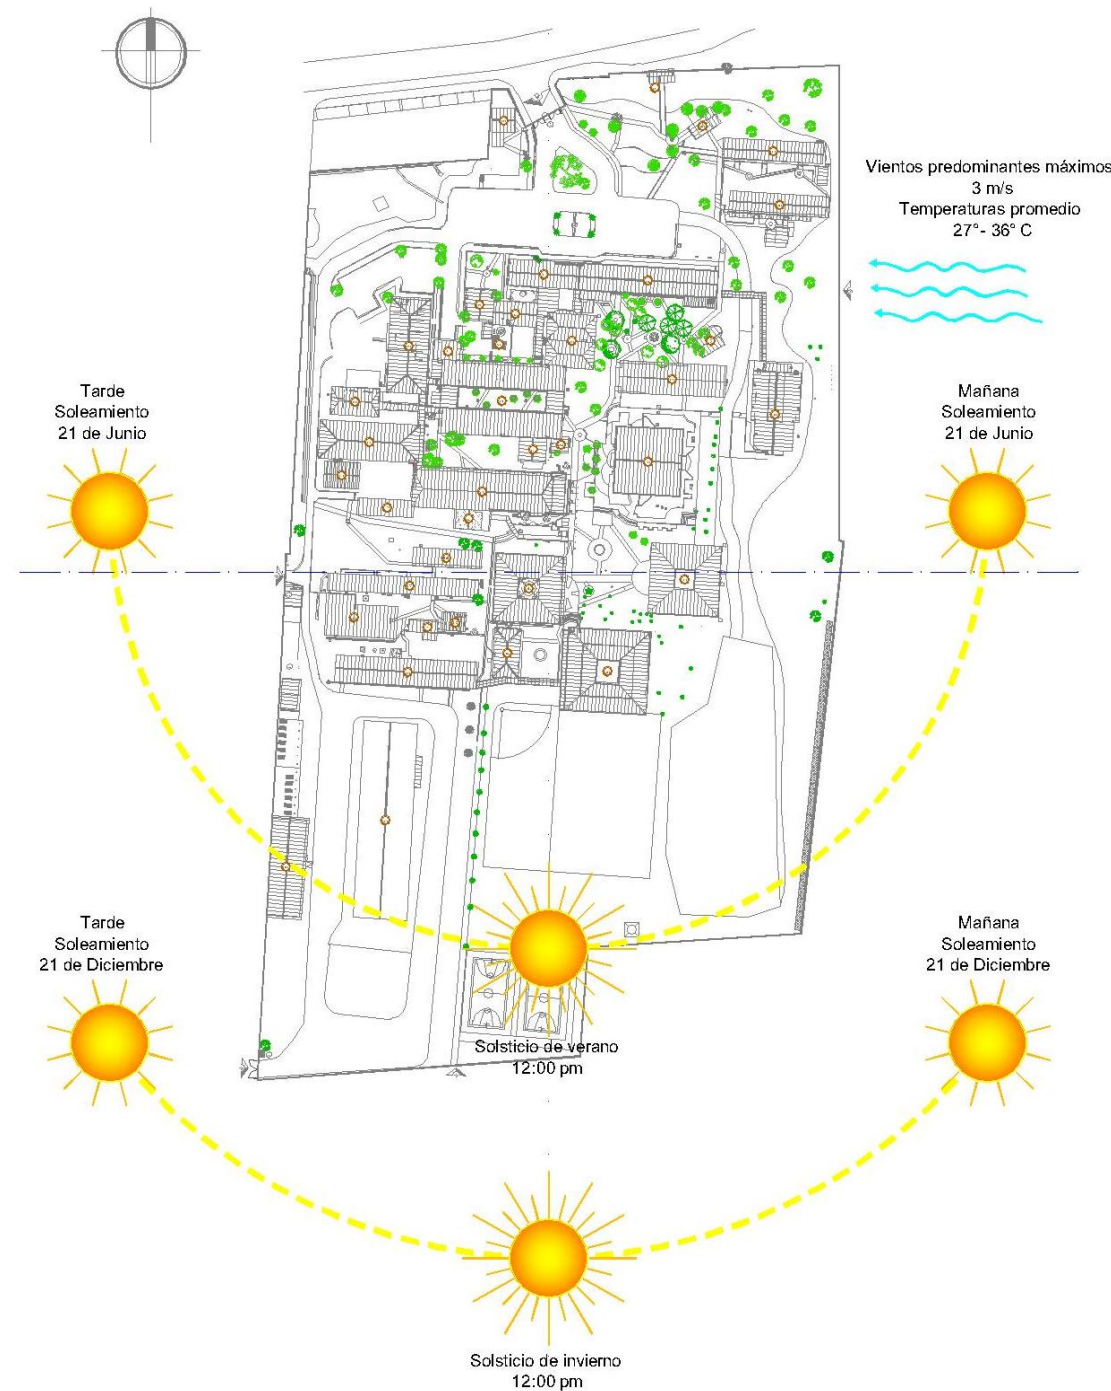 Vientos predominantes máximos
3 m/s
Temperaturas promedio
27°- 36° C
Tarde
Soleamiento
21 de Junio
Mañana
Soleamiento
21 de Junio
Tarde
Soleamiento
21 de Diciembre
Mañana
Soleamiento
21 de Diciembre
Solsticio de verano
12:00 pm
Solsticio de invierno
12:00 pm